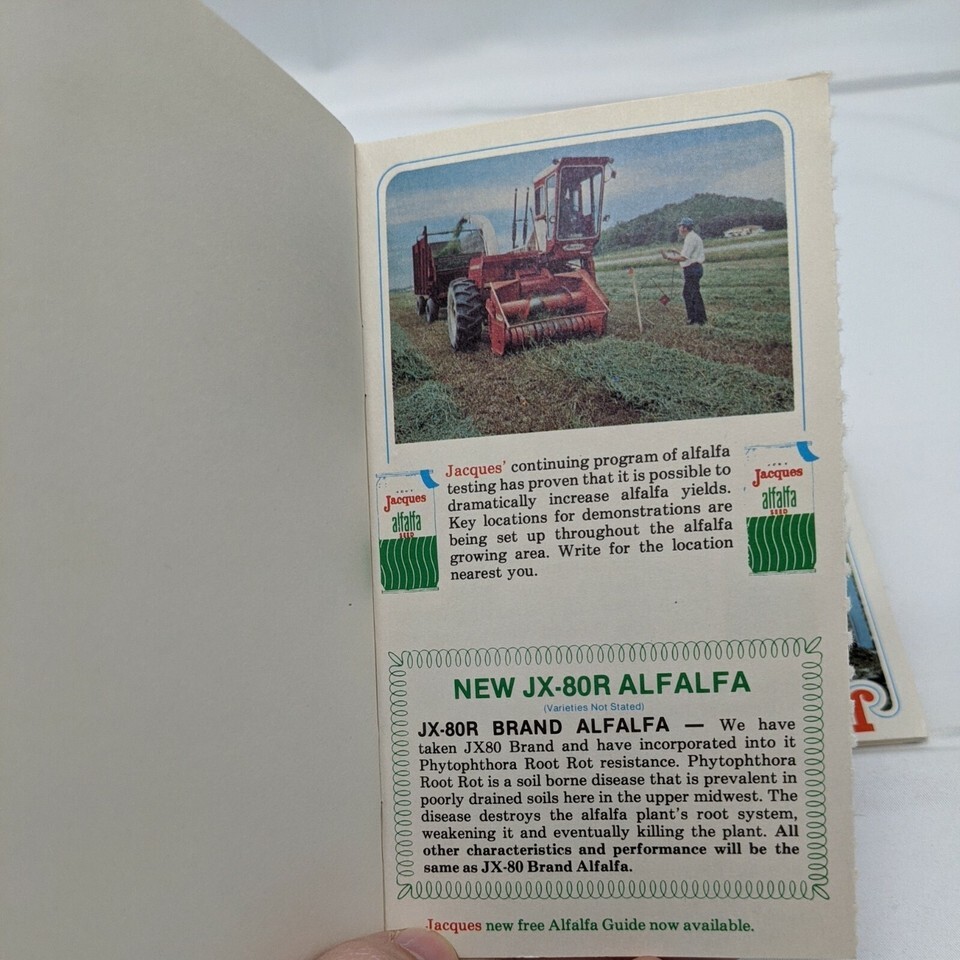 Jacques' continuing program of alfalfa
testing has proven that it is possible to
dramatically increase alfalfa yields.
Key locations for demonstrations are
being set up throughout the alfalfa
growing area. Write for the location
nearest you.
Jacques
alfalfa
SEED
Jacques
alfalfa
SEED
NEW JX-80R ALFALFA
(Varieties Not Stated)
JX-80R BRAND ALFALFA — We have
taken JX80 Brand and have incorporated into it
Phytophthora Root Rot resistance. Phytophthora
Root Rot is a soil borne disease that is prevalent in
poorly drained soils here in the upper midwest. The
disease destroys the alfalfa plant's root system,
weakening it and eventually killing the plant. All
other characteristics and performance will be the
same as JX-80 Brand Alfalfa.
Jacques new free Alfalfa Guide now available.